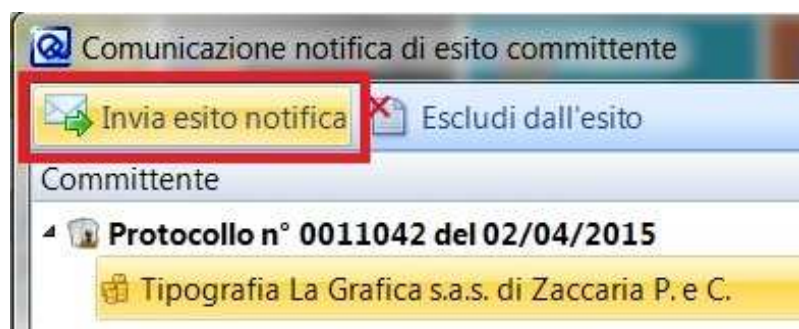 Comunicazione notifica di esito committente
Invia esito notifica Escludi dall'esito
Committente
Protocollo n° 0011042 del 02/04/2015
Tipografia La Grafica s.a.s. di Zaccaria P. e C.